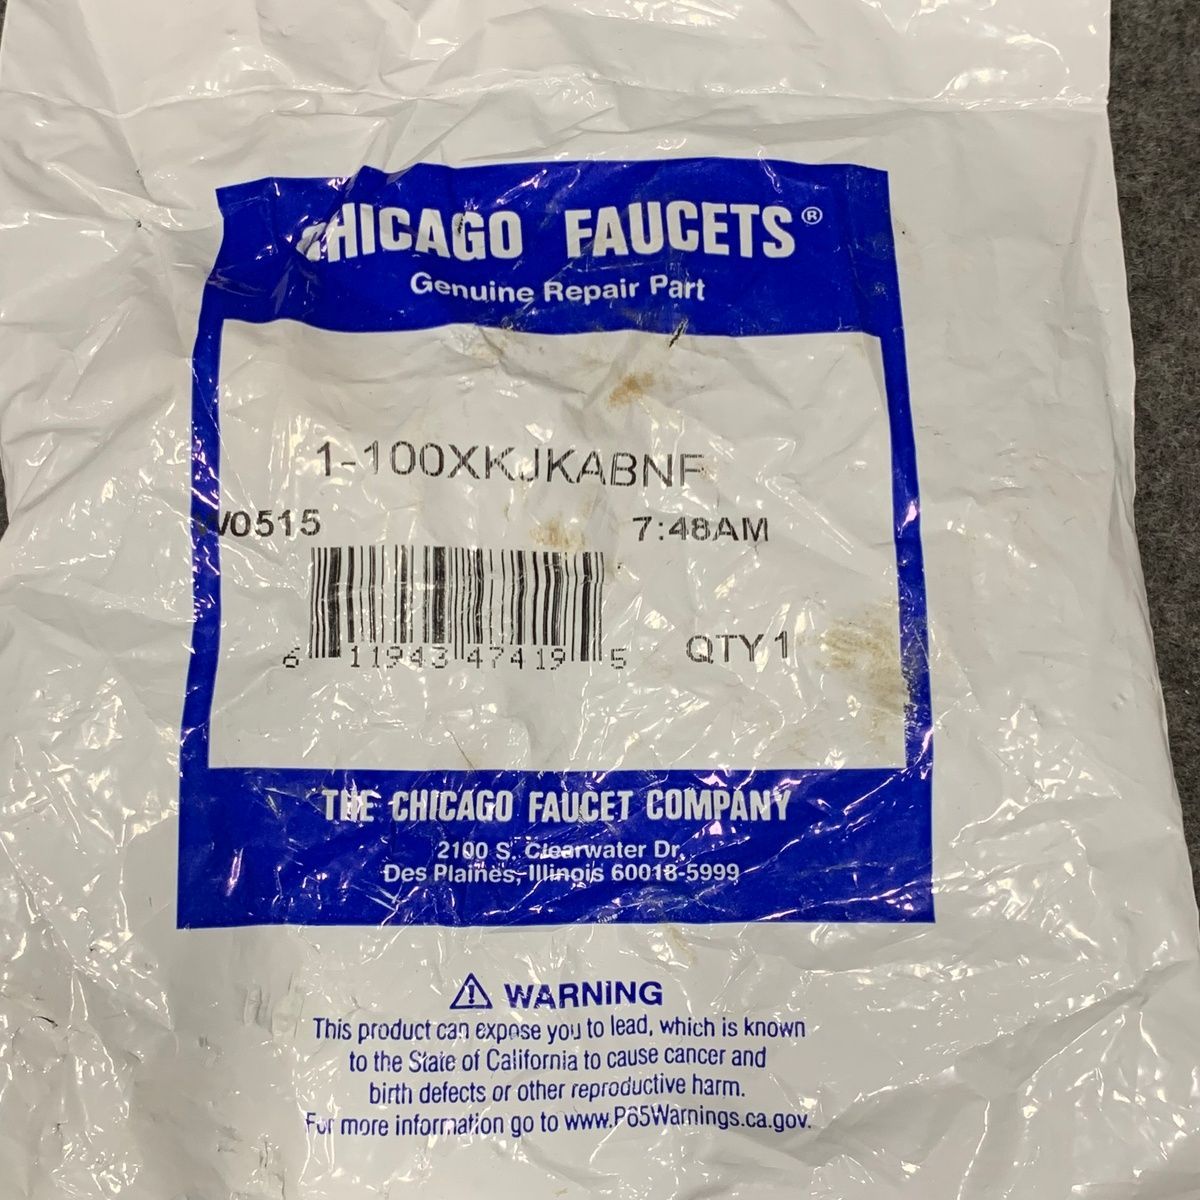 CHICAGO FAUCETS®
Genuine Repair Part
1-100XKJKABNF
W0515 7:48AM
6 11943 47419 5 QTY 1
THE CHICAGO FAUCET COMPANY
2100 S. Clearwater Dr.
Des Plaines, Illinois 60018-5999
⚠ WARNING
This product can expose you to lead, which is known
to the State of California to cause cancer and
birth defects or other reproductive harm.
For more information go to www.P65Warnings.ca.gov.